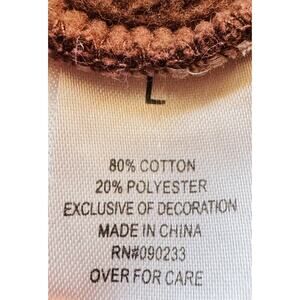 L
80% COTTON
20% POLYESTER
EXCLUSIVE OF DECORATION
MADE IN CHINA
RN#090233
OVER FOR CARE